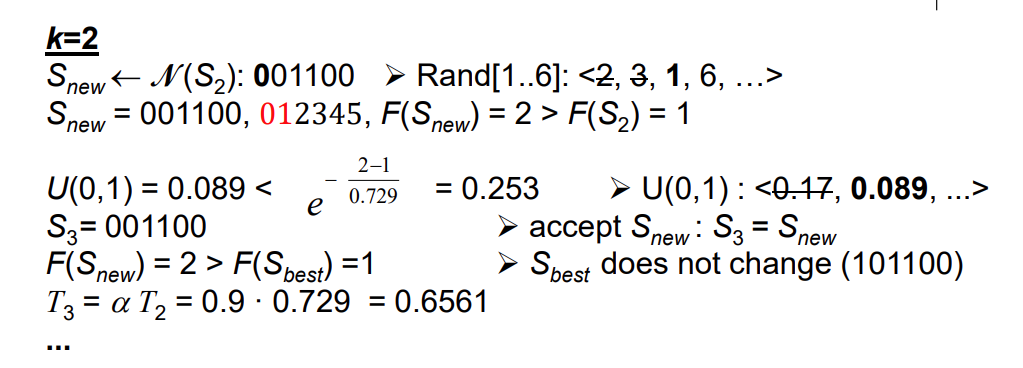 k=2
Snew ← 𝒩(S2): 001100 ➢ Rand[1..6]: <2, 3, 1, 6, …>
Snew = 001100, 012345, F(Snew) = 2 > F(S2) = 1
U(0,1) = 0.089 < e^(− (2−1)/0.729) = 0.253 ➢ U(0,1) : <0.17, 0.089, ...>
S3= 001100 ➢ accept Snew : S3 = Snew
F(Snew) = 2 > F(Sbest) =1 ➢ Sbest does not change (101100)
T3 = α T2 = 0.9 · 0.729 = 0.6561
...